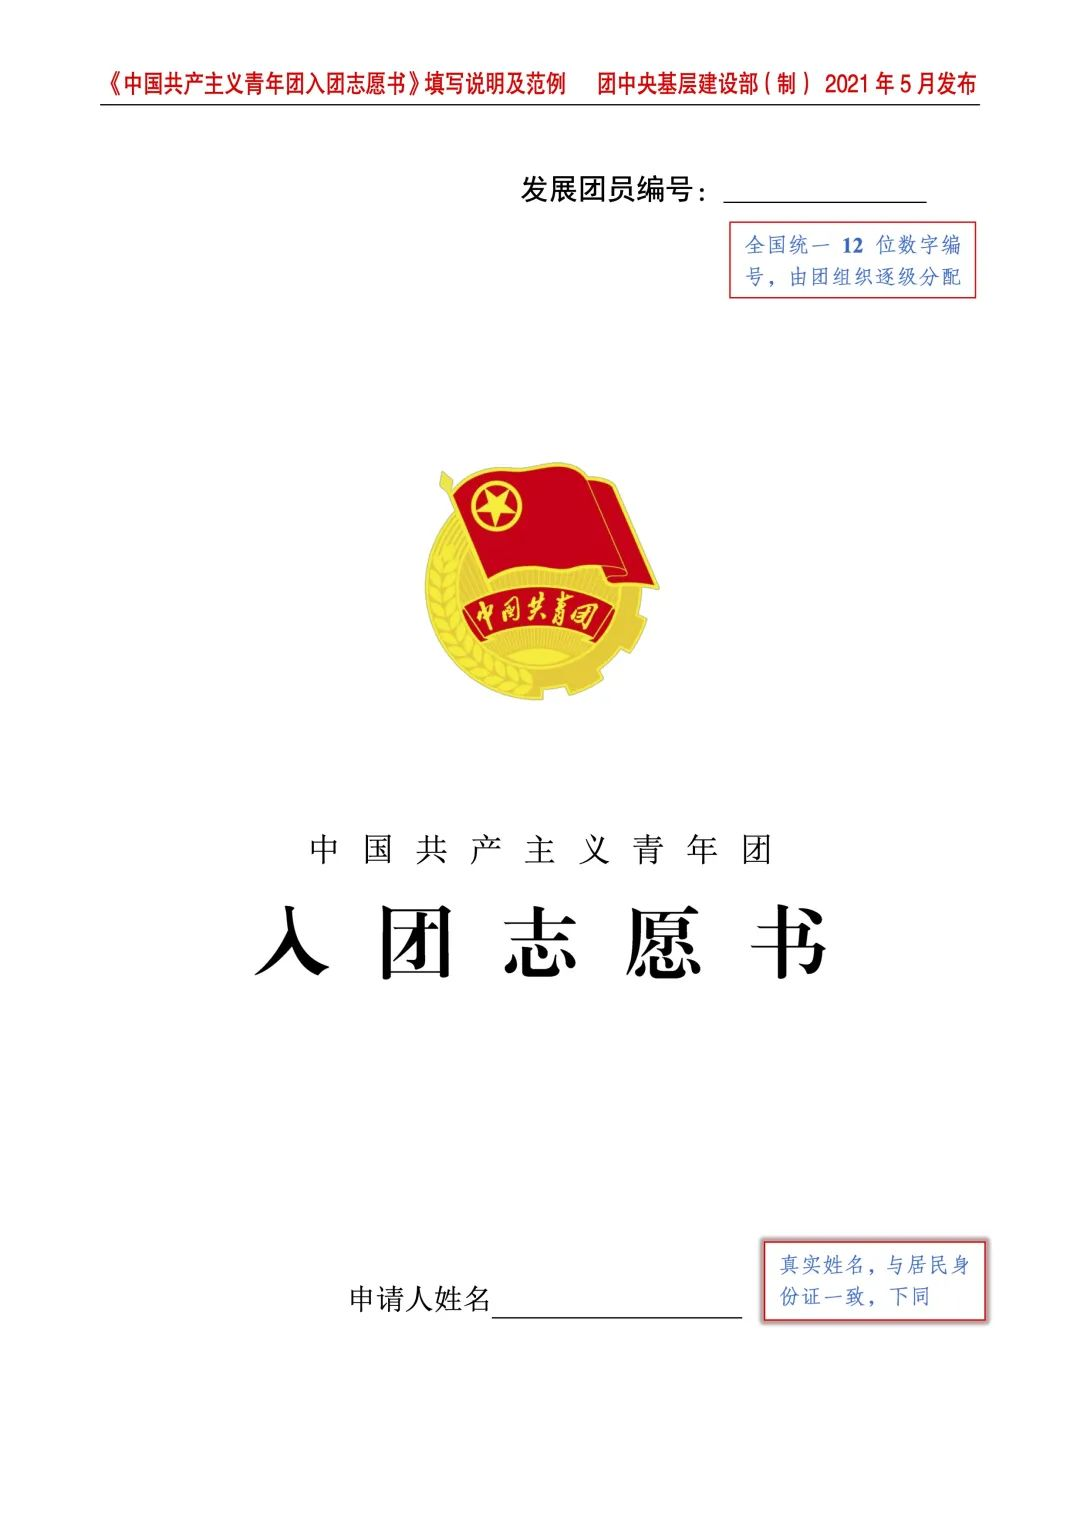 《中国共产主义青年团入团志愿书》填写说明及范例 团中央基层建设部（制） 2021 年 5 月发布
发展团员编号：
全国统一 12 位数字编
号，由团组织逐级分配
中国共青团
中国共产主义青年团
入团志愿书
真实姓名，与居民身
份证一致，下同
申请人姓名